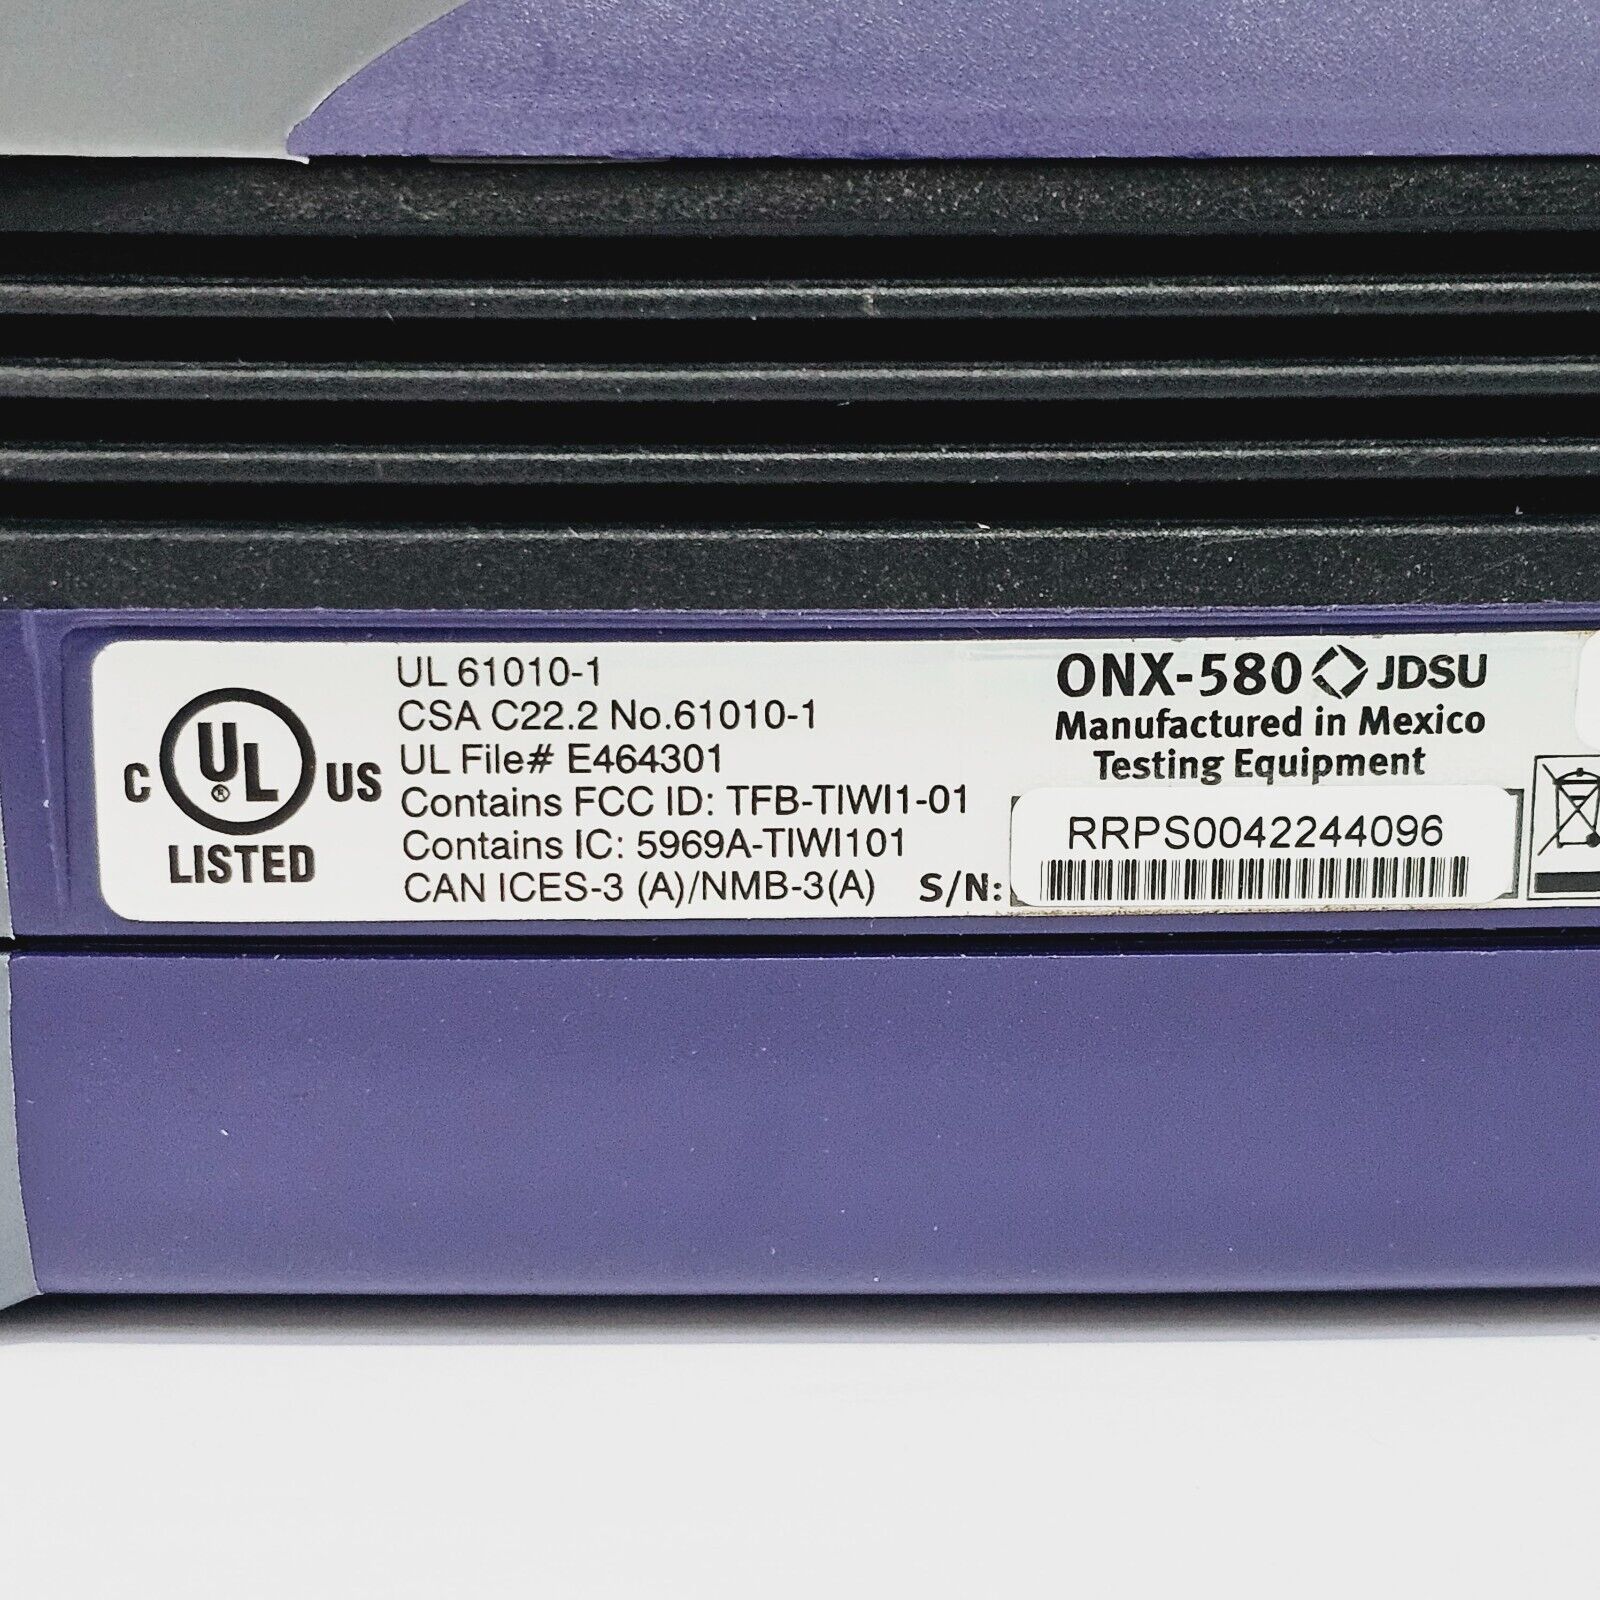 C UL ® US
LISTED
UL 61010-1
CSA C22.2 No.61010-1
UL File# E464301
Contains FCC ID: TFB-TIWI1-01
Contains IC: 5969A-TIWI101
CAN ICES-3 (A)/NMB-3(A)
ONX-580 JDSU
Manufactured in Mexico
Testing Equipment
S/N: RRPS0042244096